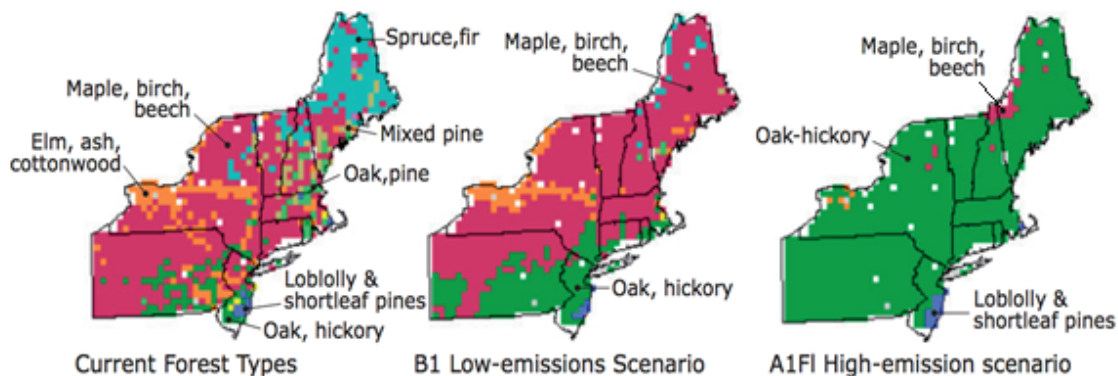 Spruce,fir
Maple, birch,
beech
Elm, ash,
cottonwood
Mixed pine
Oak,pine
Loblolly &
shortleaf pines
Oak, hickory
Current Forest Types
Maple, birch,
beech
Oak, hickory
B1 Low-emissions Scenario
Maple, birch,
beech
Oak-hickory
Loblolly &
shortleaf pines
A1FI High-emission scenario